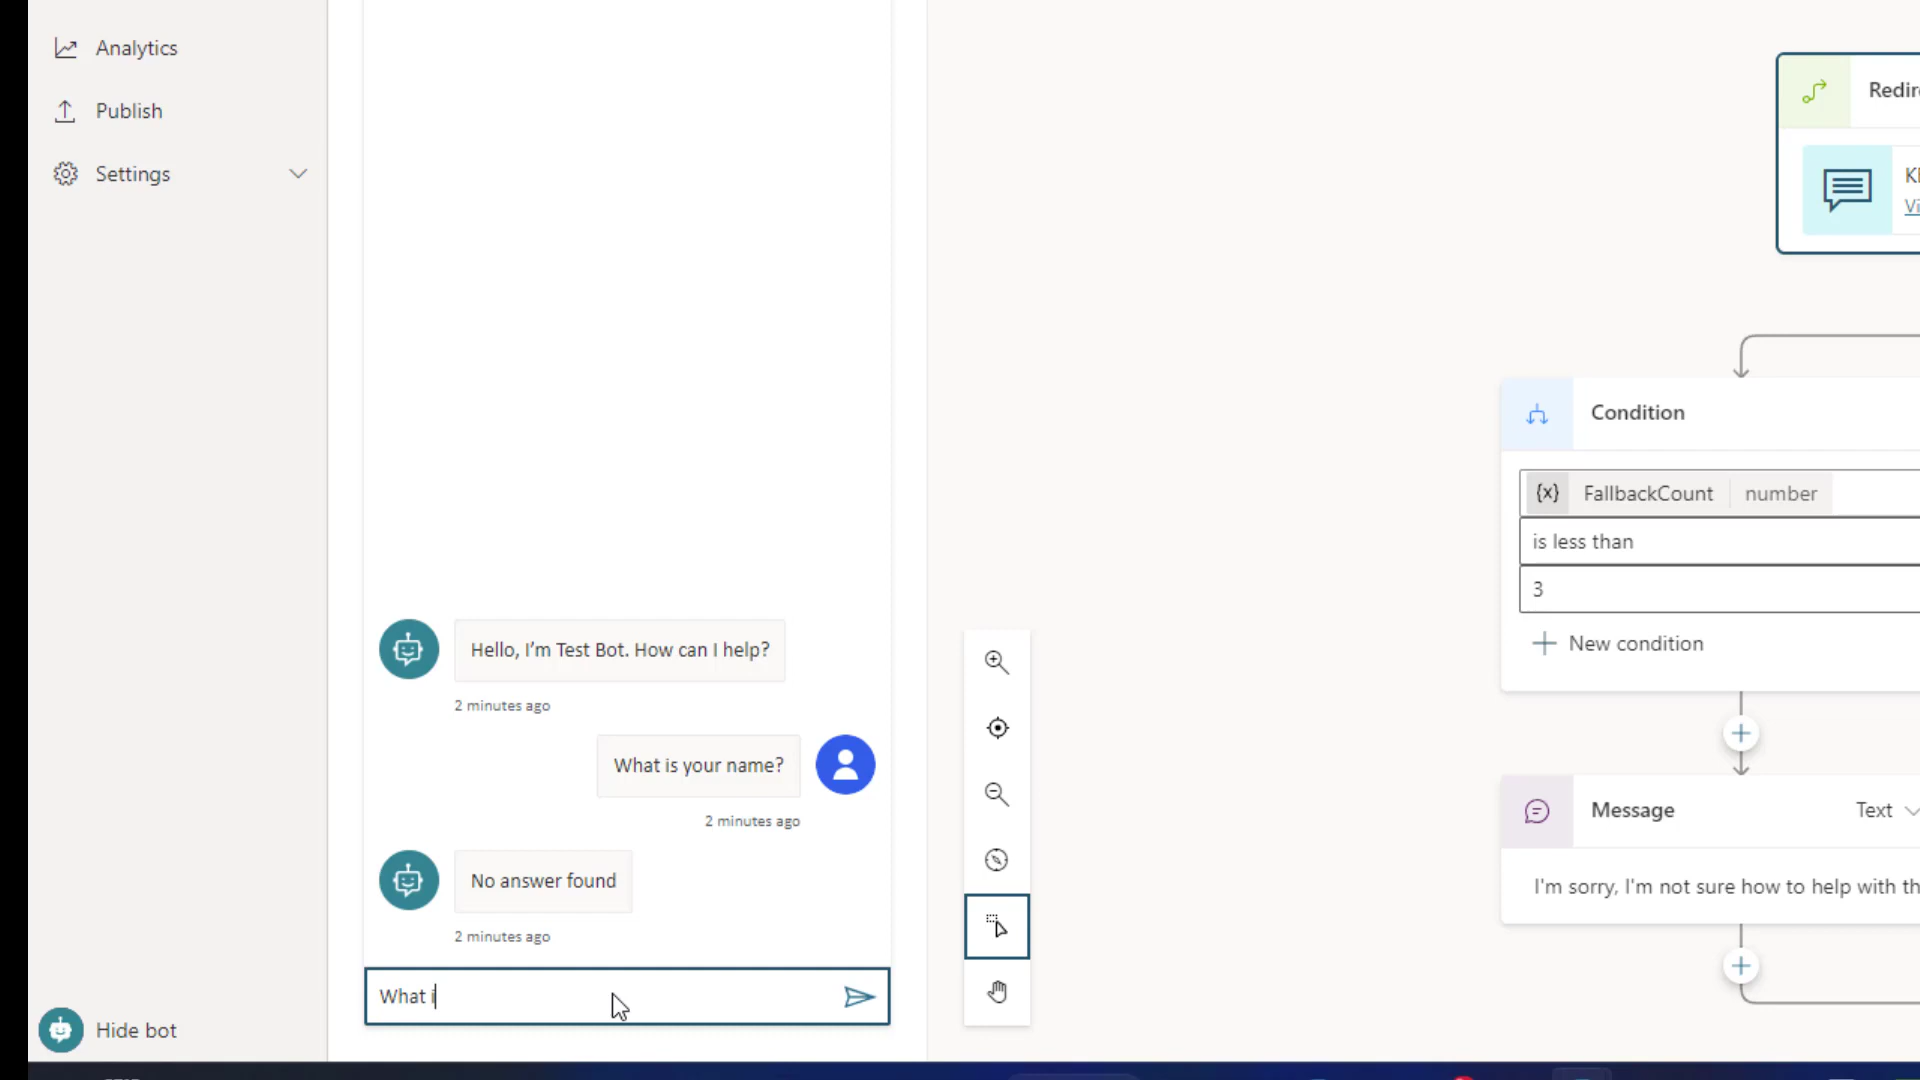 Analytics
Publish
Settings
Hide bot
Hello, I'm Test Bot. How can I help?
2 minutes ago
What is your name?
2 minutes ago
No answer found
2 minutes ago
What i
Condition
{x} FallbackCount number
is less than
3
New condition
Message Text
I'm sorry, I'm not sure how to help with th